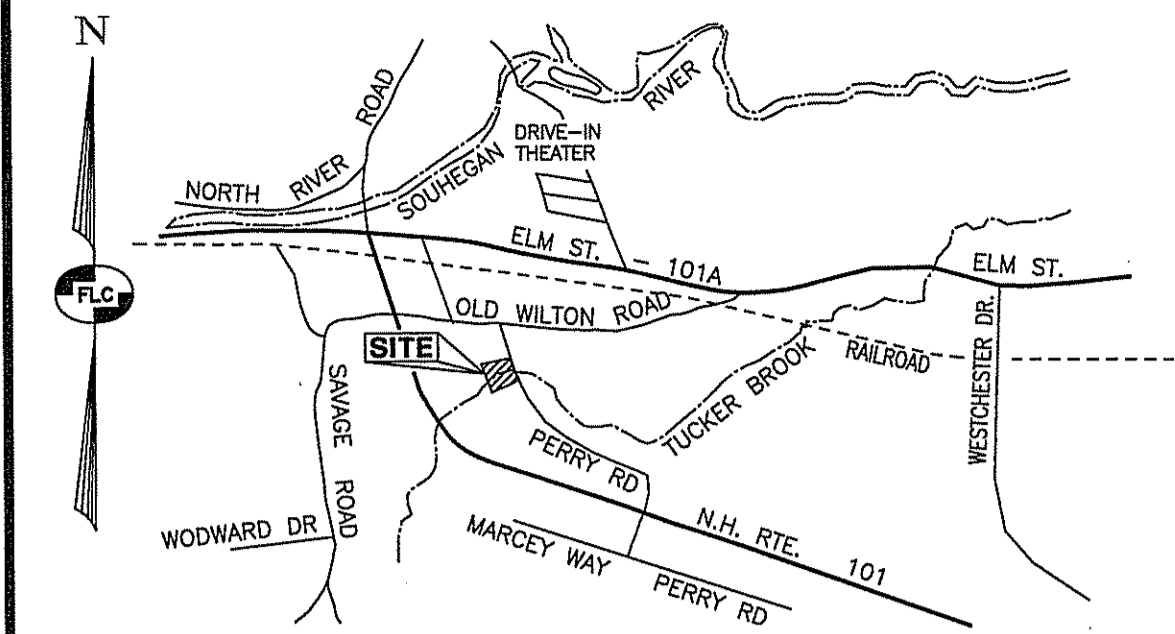 N
FLC
NORTH RIVER ROAD
SOUHEGAN RIVER
DRIVE-IN
THEATER
ELM ST. - 101A
ELM ST.
OLD WILTON ROAD
SITE
RAILROAD
TUCKER BROOK
WESTCHESTER DR.
SAVAGE ROAD
PERRY RD
WODWARD DR
N.H. RTE. 101
MARCEY WAY
PERRY RD